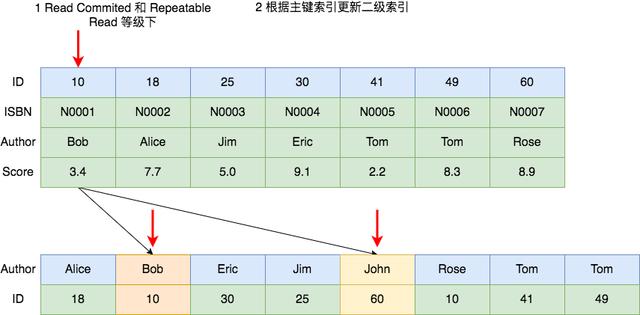 1 Read Commited 和 Repeatable
Read 等级下
2 根据主键索引更新二级索引
ID 10 18 25 30 41 49 60
ISBN N0001 N0002 N0003 N0004 N0005 N0006 N0007
Author Bob Alice Jim Eric Tom Tom Rose
Score 3.4 7.7 5.0 9.1 2.2 8.3 8.9
Author Alice Bob Eric Jim John Rose Tom Tom
ID 18 10 30 25 60 10 41 49